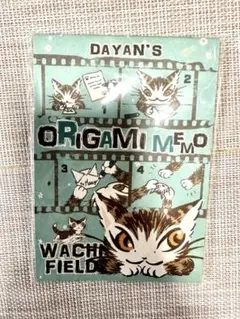 DAYAN'S
2
ORIGAMI MEMO
3
4
WACHI
FIELD